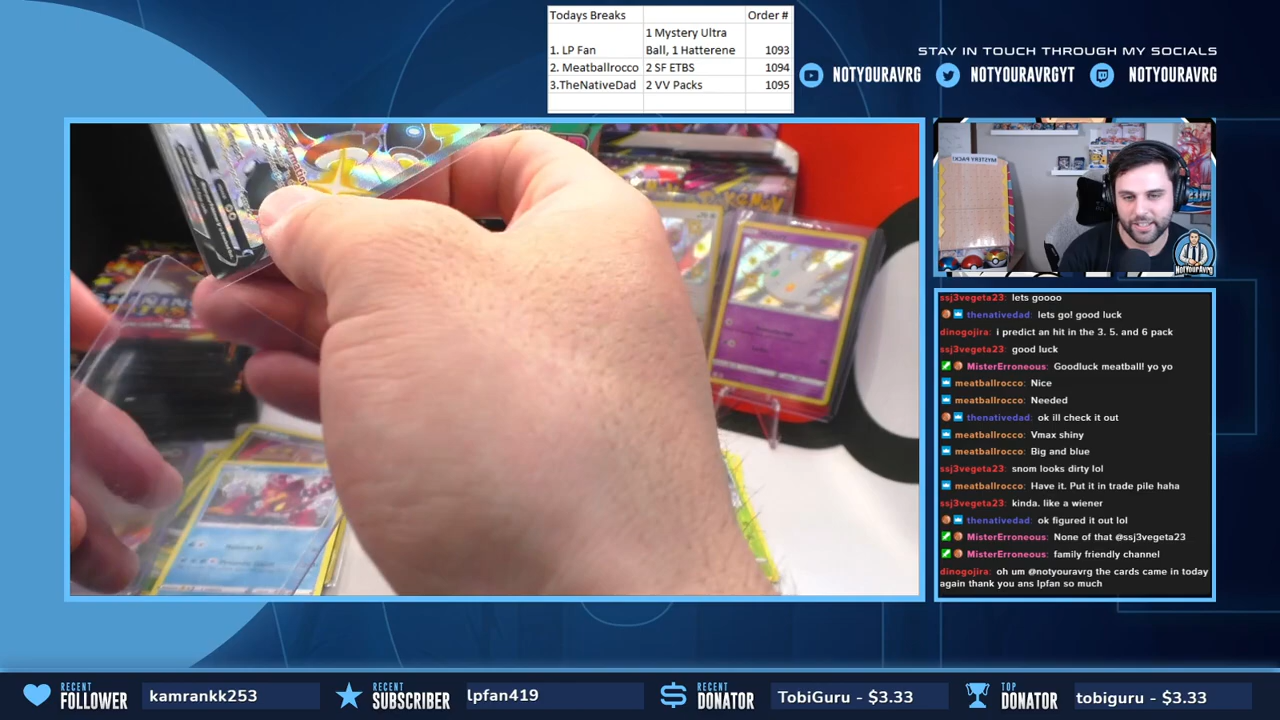 Todays Breaks Order #
1 Mystery Ultra
1. LP Fan Ball, 1 Hatterene 1093
2. Meatballrocco 2 SF ETBS 1094
3.TheNativeDad 2 VV Packs 1095
STAY IN TOUCH THROUGH MY SOCIALS
NOTYOURAVRG NOTYOURAVRGYT NOTYOURAVRG
MYSTERY PACK
NotYourAvrg
ssj3vegeta23: lets goooo
thenativedad: lets go! good luck
dinogojira: i predict an hit in the 3. 5. and 6 pack
ssj3vegeta23: good luck
MisterErroneous: Goodluck meatball! yo yo
meatballrocco: Nice
meatballrocco: Needed
thenativedad: ok ill check it out
meatballrocco: Vmax shiny
meatballrocco: Big and blue
ssj3vegeta23: snom looks dirty lol
meatballrocco: Have it. Put it in trade pile haha
ssj3vegeta23: kinda. like a wiener
thenativedad: ok figured it out lol
MisterErroneous: None of that @ssj3vegeta23
MisterErroneous: family friendly channel
dinogojira: oh um @notyouravrg the cards came in today
again thank you ans lpfan so much
RECENT FOLLOWER kamrankk253
RECENT SUBSCRIBER lpfan419
RECENT DONATOR TobiGuru - $3.33
TOP DONATOR tobiguru - $3.33